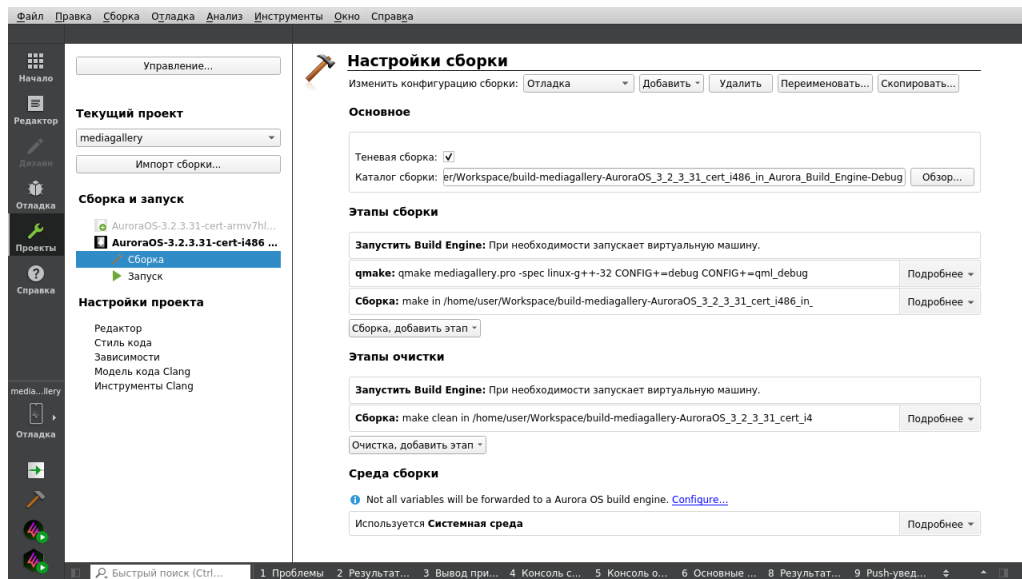 Файл Правка Сборка Отладка Анализ Инструменты Окно Справка
Начало
Редактор
Дизайн
Отладка
Проекты
Справка
media...llery
Отладка
Управление...
Текущий проект
mediagallery
Импорт сборки...
Сборка и запуск
AuroraOS-3.2.3.31-cert-armv7hl...
AuroraOS-3.2.3.31-cert-i486 ...
Сборка
Запуск
Настройки проекта
Редактор
Стиль кода
Зависимости
Модель кода Clang
Инструменты Clang
Настройки сборки
Изменить конфигурацию сборки: Отладка Добавить Удалить Переименовать... Скопировать...
Основное
Теневая сборка:
Каталог сборки: er/Workspace/build-mediagallery-AuroraOS_3_2_3_31_cert_i486_in_Aurora_Build_Engine-Debug Обзор...
Этапы сборки
Запустить Build Engine: При необходимости запускает виртуальную машину.
qmake: qmake mediagallery.pro -spec linux-g++-32 CONFIG+=debug CONFIG+=qml_debug Подробнее
Сборка: make in /home/user/Workspace/build-mediagallery-AuroraOS_3_2_3_31_cert_i486_in_ Подробнее
Сборка, добавить этап
Этапы очистки
Запустить Build Engine: При необходимости запускает виртуальную машину.
Сборка: make clean in /home/user/Workspace/build-mediagallery-AuroraOS_3_2_3_31_cert_i4 Подробнее
Очистка, добавить этап
Среда сборки
Not all variables will be forwarded to a Aurora OS build engine. Configure...
Используется Системная среда Подробнее
Быстрый поиск (Ctrl... 1 Проблемы 2 Результат... 3 Вывод при... 4 Консоль с... 5 Консоль о... 6 Основные ... 8 Результат... 9 Push-увед...